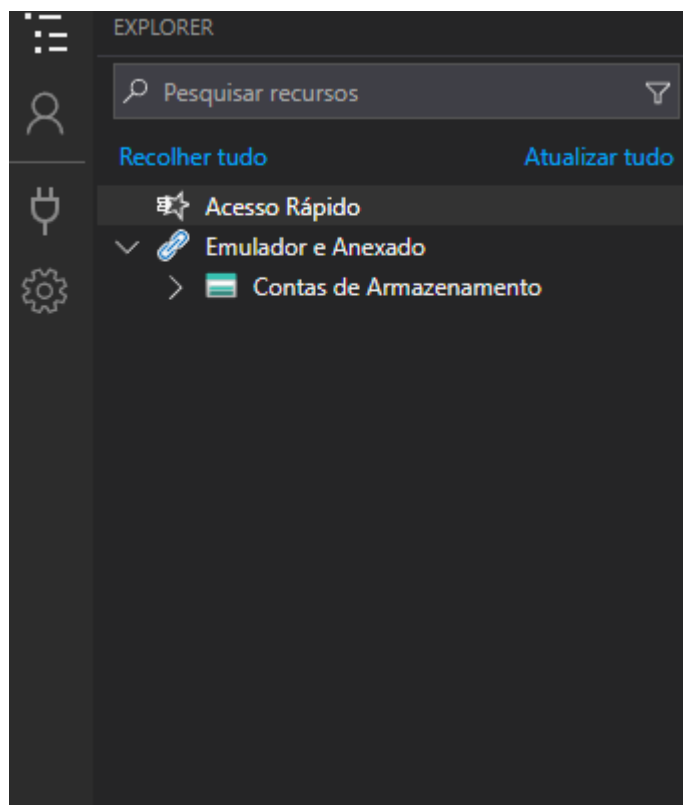 EXPLORER
Pesquisar recursos
Recolher tudo Atualizar tudo
Acesso Rápido
Emulador e Anexado
Contas de Armazenamento